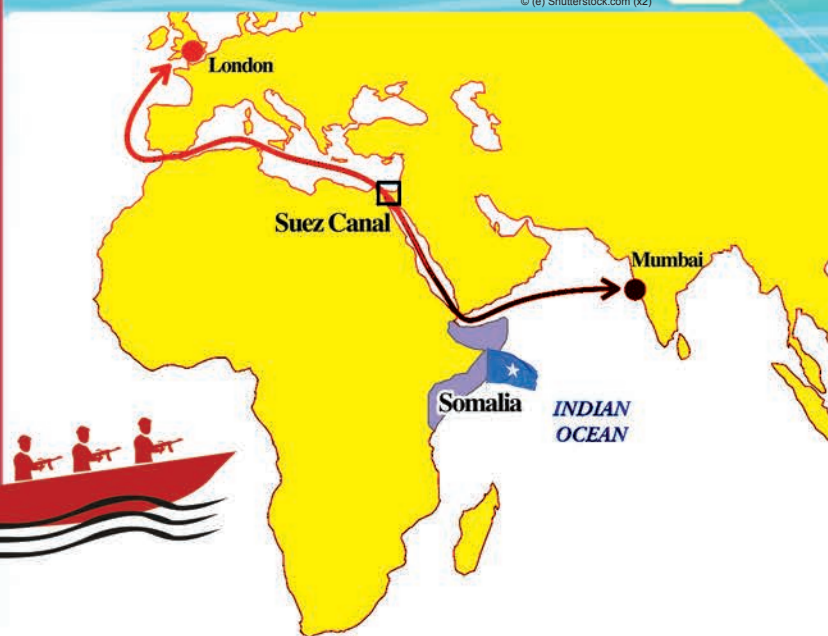 © (e) Shutterstock.com (x2)
London
Suez Canal
Mumbai
Somalia
INDIAN
OCEAN